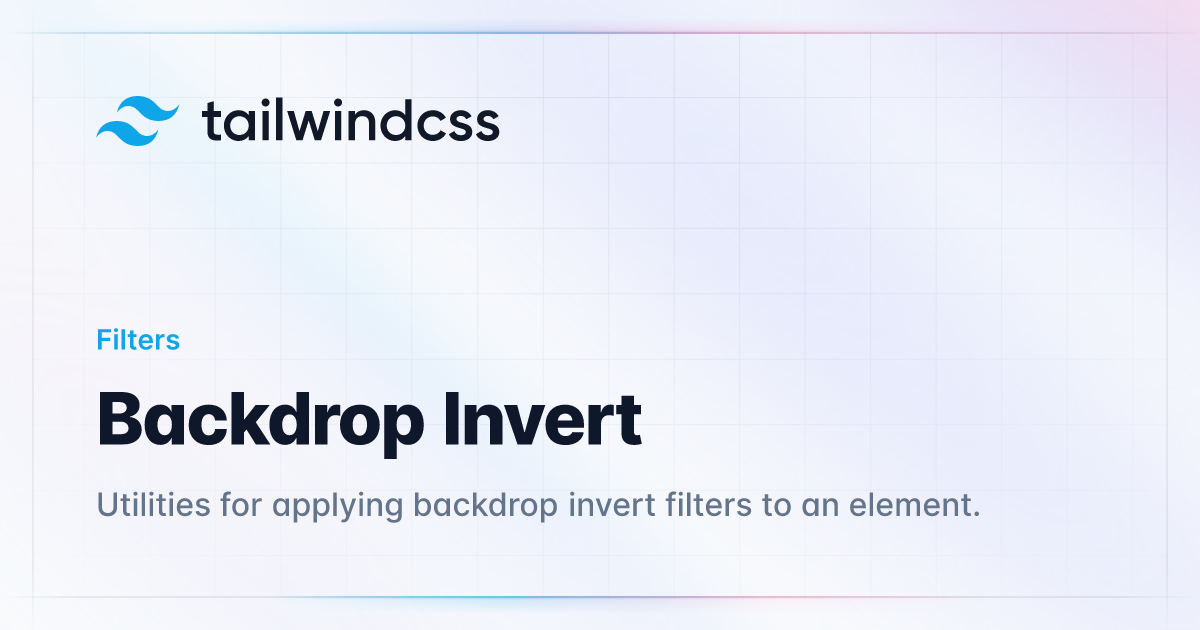 tailwindcss
Filters
Backdrop Invert
Utilities for applying backdrop invert filters to an element.